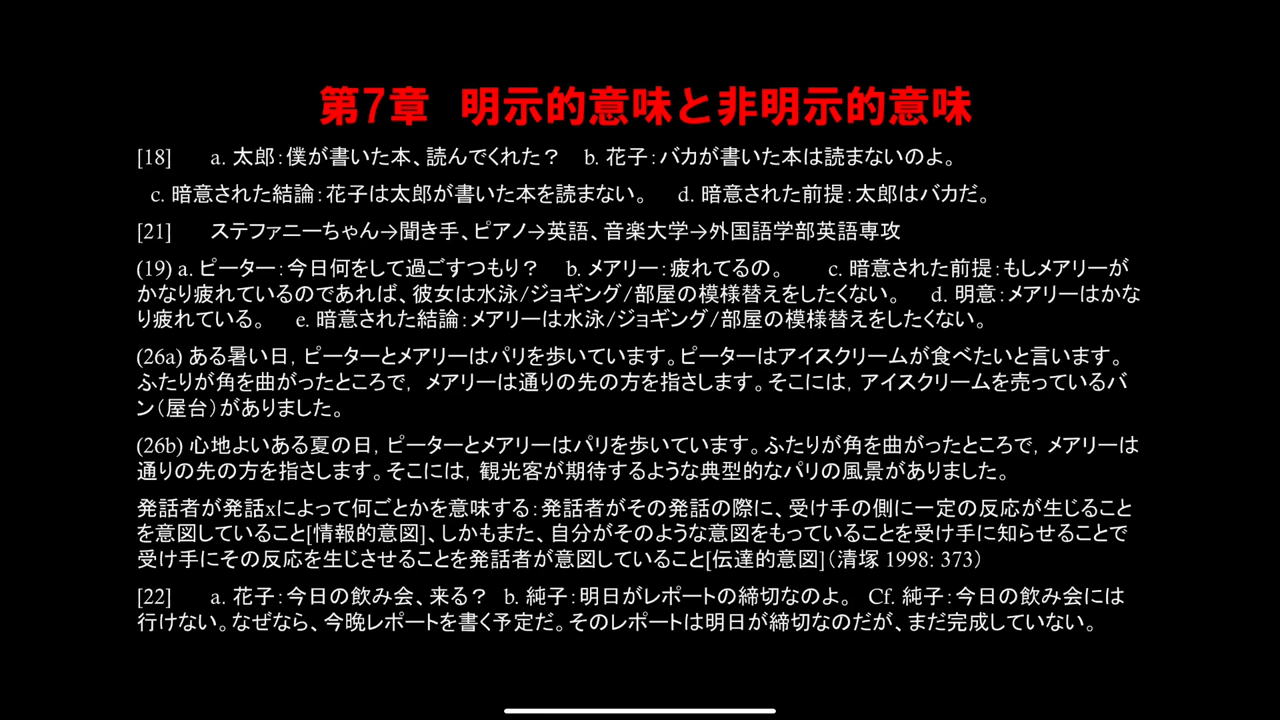 第7章　明示的意味と非明示的意味
[18]　　a. 太郎：僕が書いた本、読んでくれた？　b. 花子：バカが書いた本は読まないのよ。
c. 暗意された結論：花子は太郎が書いた本を読まない。　d. 暗意された前提：太郎はバカだ。
[21]　　ステファニーちゃん→聞き手、ピアノ→英語、音楽大学→外国語学部英語専攻
(19) a. ピーター：今日何をして過ごすつもり？　b. メアリー：疲れてるの。　　c. 暗意された前提：もしメアリーが
かなり疲れているのであれば、彼女は水泳/ジョギング/部屋の模様替えをしたくない。　d. 明意：メアリーはかな
り疲れている。　e. 暗意された結論：メアリーは水泳/ジョギング/部屋の模様替えをしたくない。
(26a) ある暑い日，ピーターとメアリーはパリを歩いています。ピーターはアイスクリームが食べたいと言います。
ふたりが角を曲がったところで， メアリーは通りの先の方を指さします。そこには，アイスクリームを売っているバ
ン（屋台）がありました。
(26b) 心地よいある夏の日，ピーターとメアリーはパリを歩いています。ふたりが角を曲がったところで，メアリーは
通りの先の方を指さします。そこには，観光客が期待するような典型的なパリの風景がありました。
発話者が発話xによって何ごとかを意味する：発話者がその発話の際に、受け手の側に一定の反応が生じること
を意図していること[情報的意図]、しかもまた、自分がそのような意図をもっていることを受け手に知らせることで
受け手にその反応を生じさせることを発話者が意図していること[伝達的意図]（清塚 1998: 373）
[22]　　a. 花子：今日の飲み会、来る？　b. 純子：明日がレポートの締切なのよ。　Cf. 純子：今日の飲み会には
行けない。なぜなら、今晩レポートを書く予定だ。そのレポートは明日が締切なのだが、まだ完成していない。